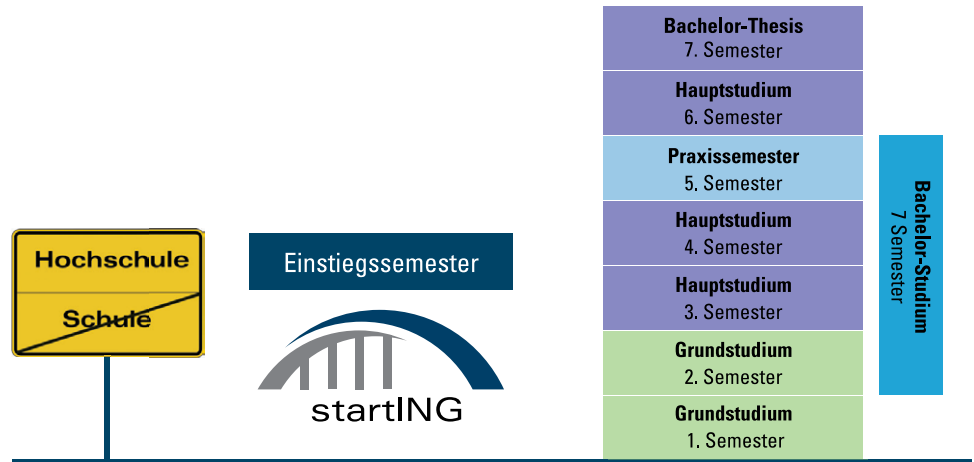 Hochschule
Schule
Einstiegssemester
startING
Bachelor-Thesis
7. Semester
Hauptstudium
6. Semester
Praxissemester
5. Semester
Hauptstudium
4. Semester
Hauptstudium
3. Semester
Grundstudium
2. Semester
Grundstudium
1. Semester
Bachelor-Studium
7 Semester